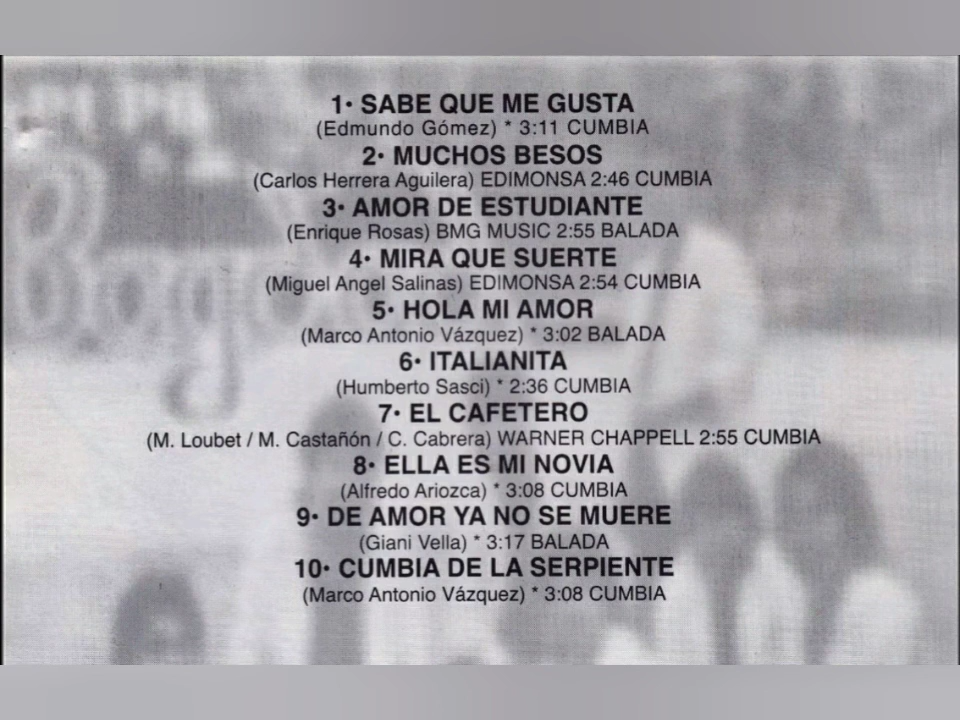 1• SABE QUE ME GUSTA
(Edmundo Gómez) * 3:11 CUMBIA
2• MUCHOS BESOS
(Carlos Herrera Aguilera) EDIMONSA 2:46 CUMBIA
3• AMOR DE ESTUDIANTE
(Enrique Rosas) BMG MUSIC 2:55 BALADA
4• MIRA QUE SUERTE
(Miguel Angel Salinas) EDIMONSA 2:54 CUMBIA
5• HOLA MI AMOR
(Marco Antonio Vázquez) * 3:02 BALADA
6• ITALIANITA
(Humberto Sasci) * 2:36 CUMBIA
7• EL CAFETERO
(M. Loubet / M. Castañón / C. Cabrera) WARNER CHAPPELL 2:55 CUMBIA
8• ELLA ES MI NOVIA
(Alfredo Ariozca) * 3:08 CUMBIA
9• DE AMOR YA NO SE MUERE
(Giani Vella) * 3:17 BALADA
10• CUMBIA DE LA SERPIENTE
(Marco Antonio Vázquez) * 3:08 CUMBIA